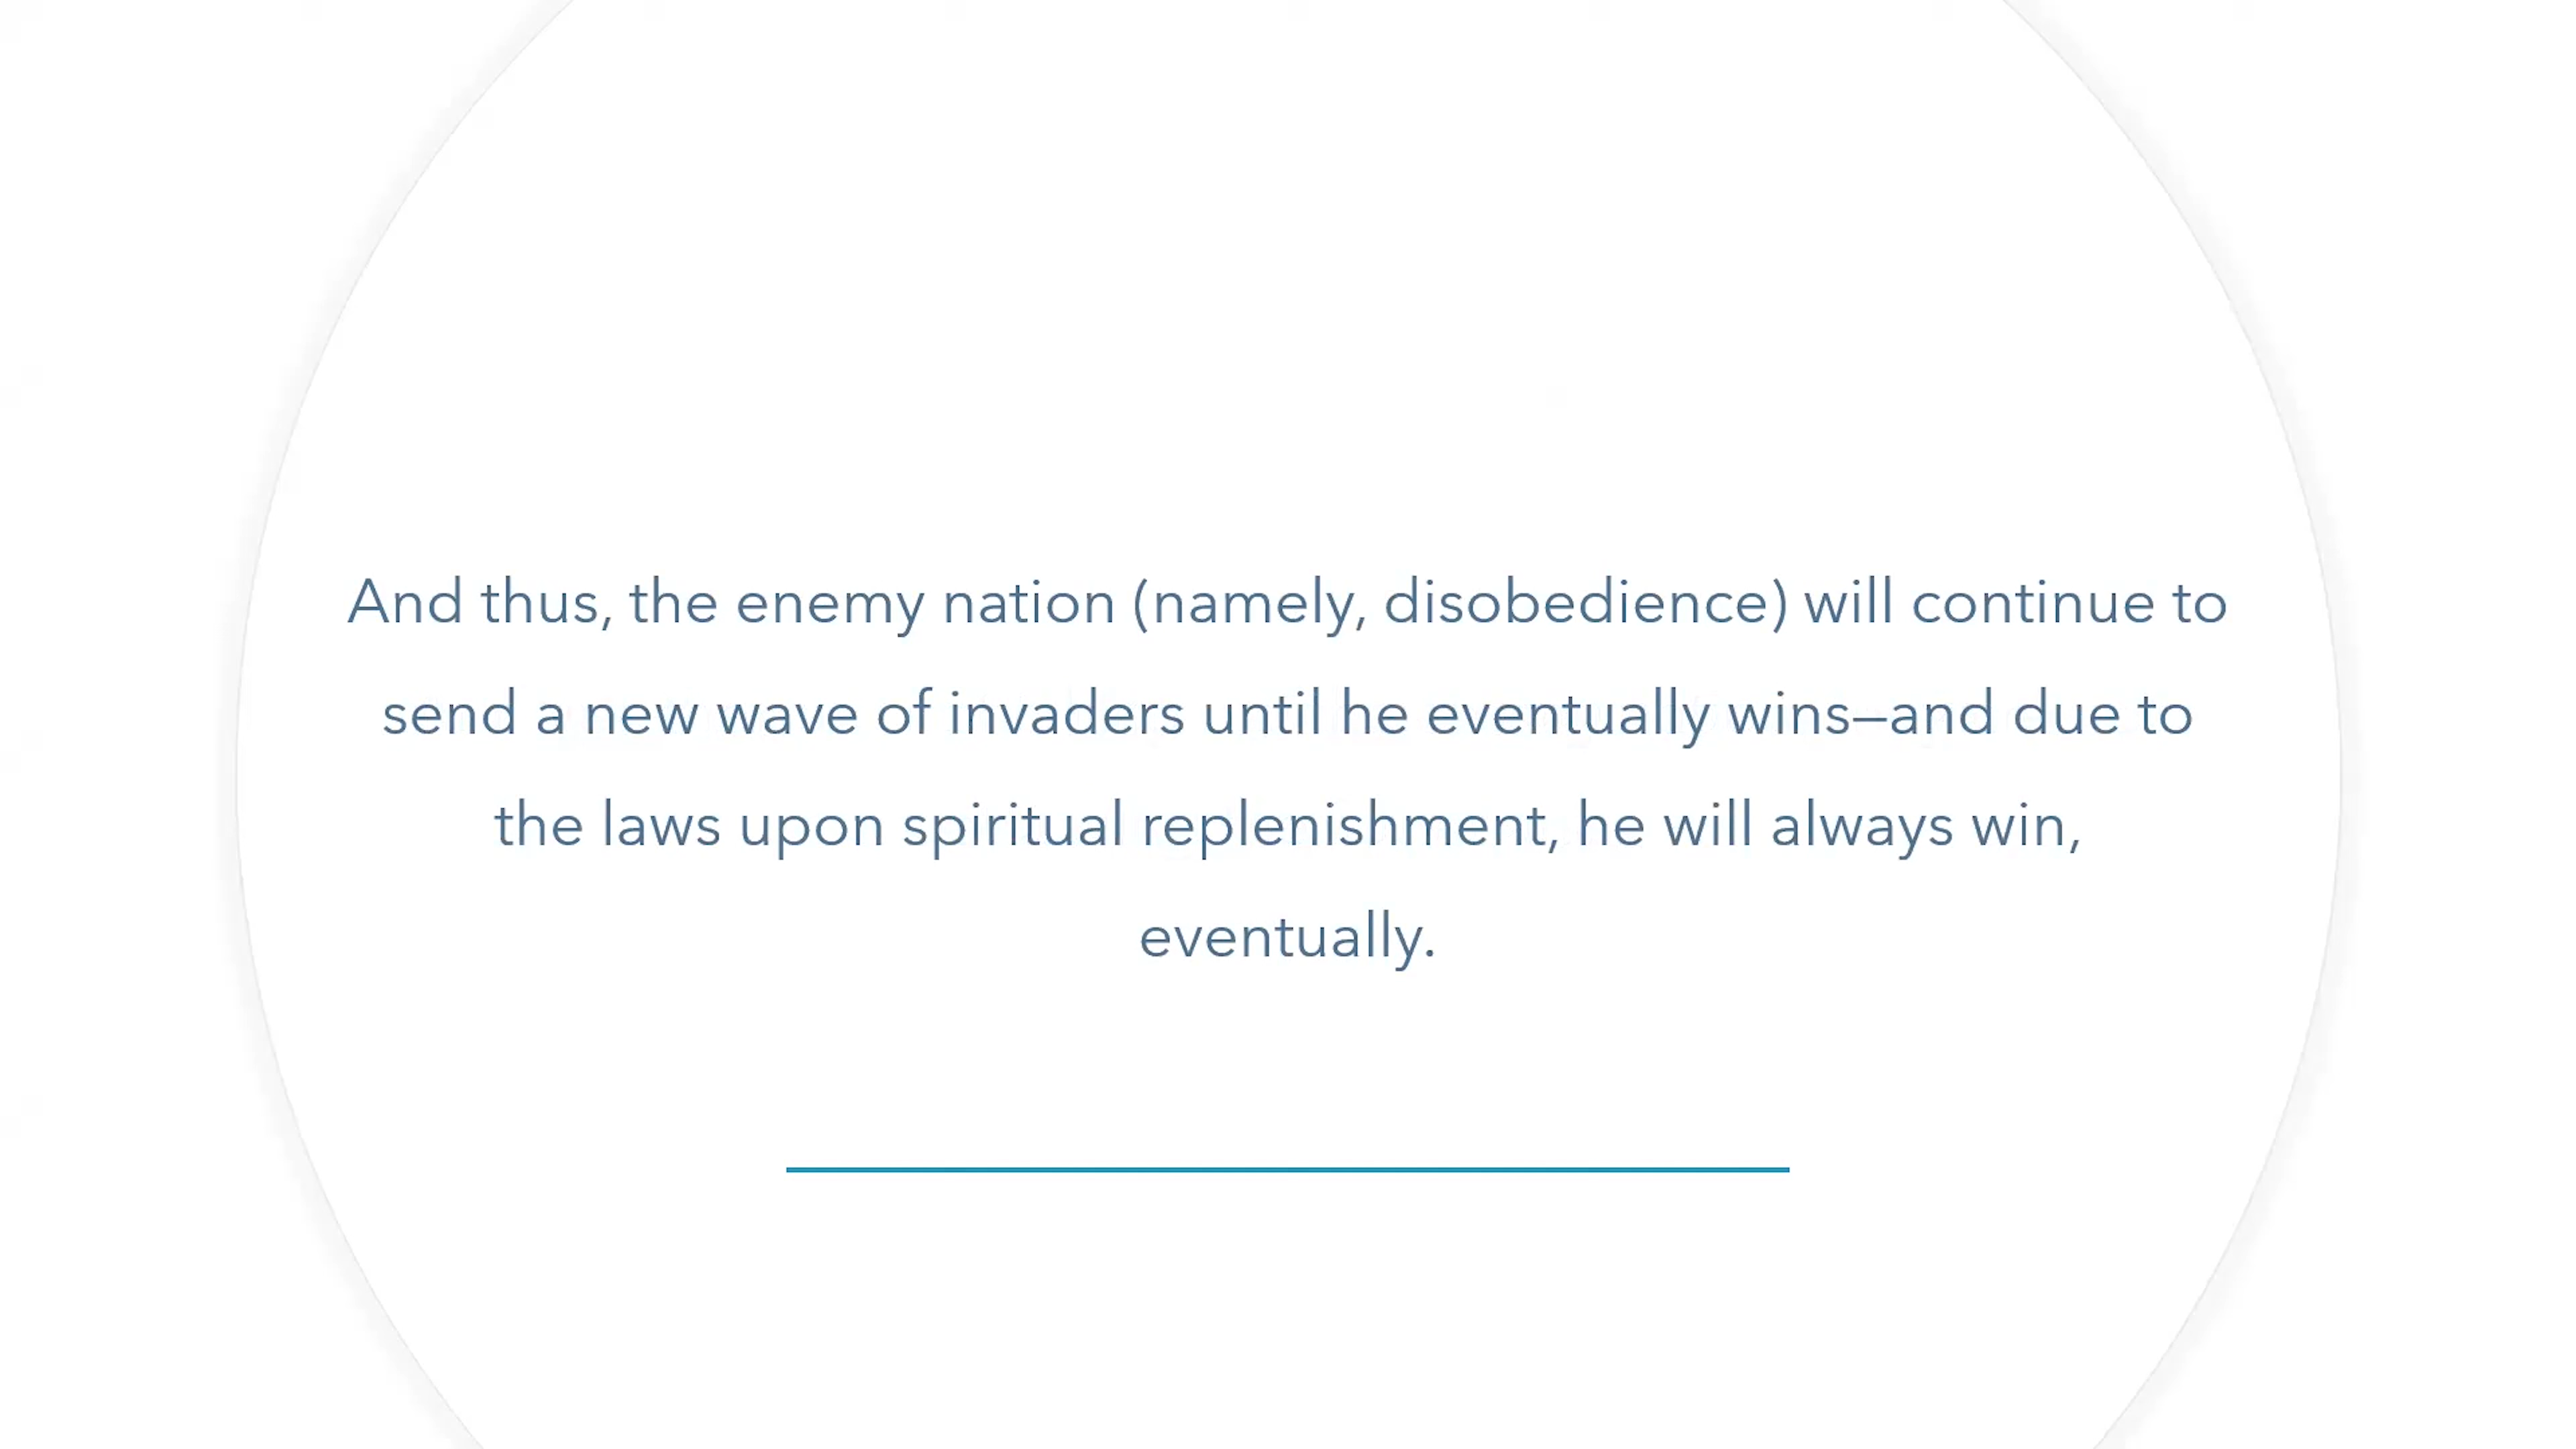 And thus, the enemy nation (namely, disobedience) will continue to
send a new wave of invaders until he eventually wins—and due to
the laws upon spiritual replenishment, he will always win,
eventually.